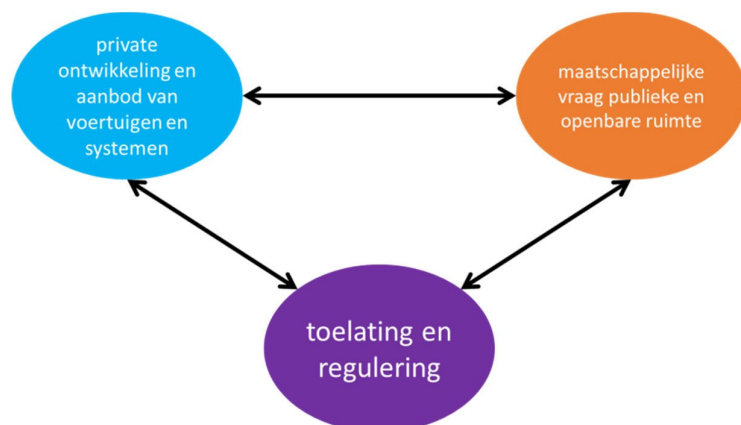 private
ontwikkeling en
aanbod van
voertuigen en
systemen
maatschappelijke
vraag publieke en
openbare ruimte
toelating en
regulering